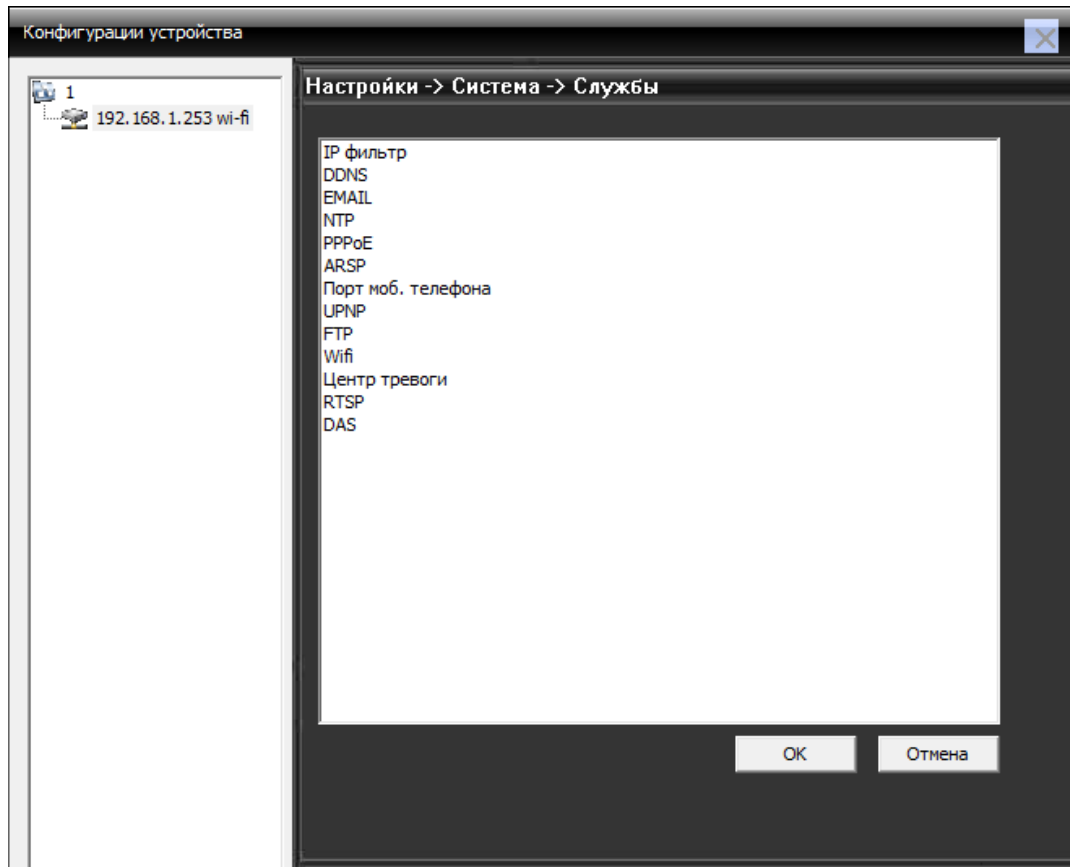 Конфигурации устройства
1
192.168.1.253 wi-fi
Настройки -> Система -> Службы
IP фильтр
DDNS
EMAIL
NTP
PPPoE
ARSP
Порт моб. телефона
UPNP
FTP
Wifi
Центр тревоги
RTSP
DAS
OK
Отмена